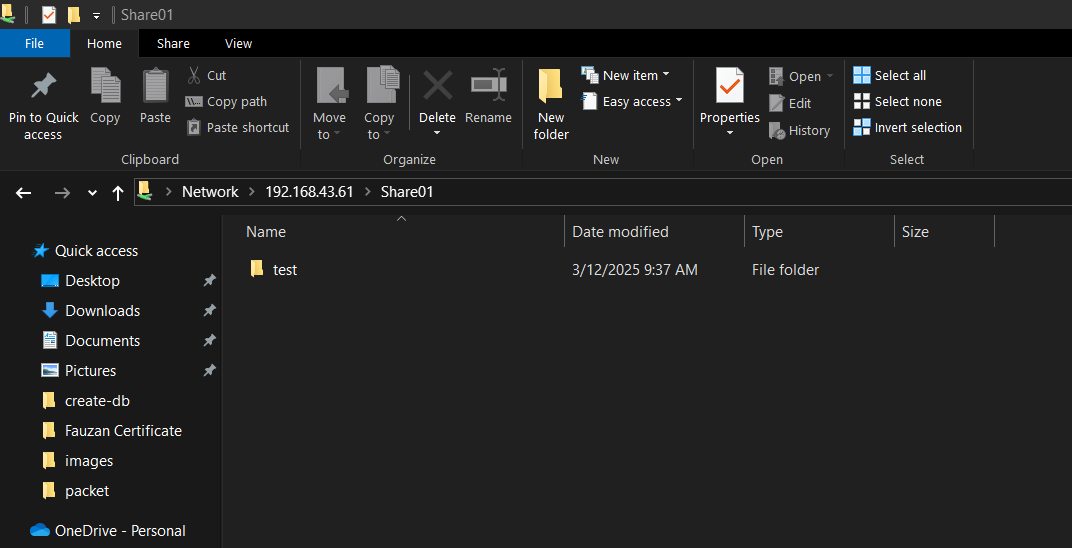 Share01
File Home Share View
Pin to Quick access
Copy
Paste
Cut
Copy path
Paste shortcut
Clipboard
Move to
Copy to
Delete
Rename
Organize
New folder
New item
Easy access
New
Properties
Open
Edit
History
Open
Select all
Select none
Invert selection
Select
Network 192.168.43.61 Share01
Name Date modified Type Size
test 3/12/2025 9:37 AM File folder
Quick access
Desktop
Downloads
Documents
Pictures
create-db
Fauzan Certificate
images
packet
OneDrive - Personal